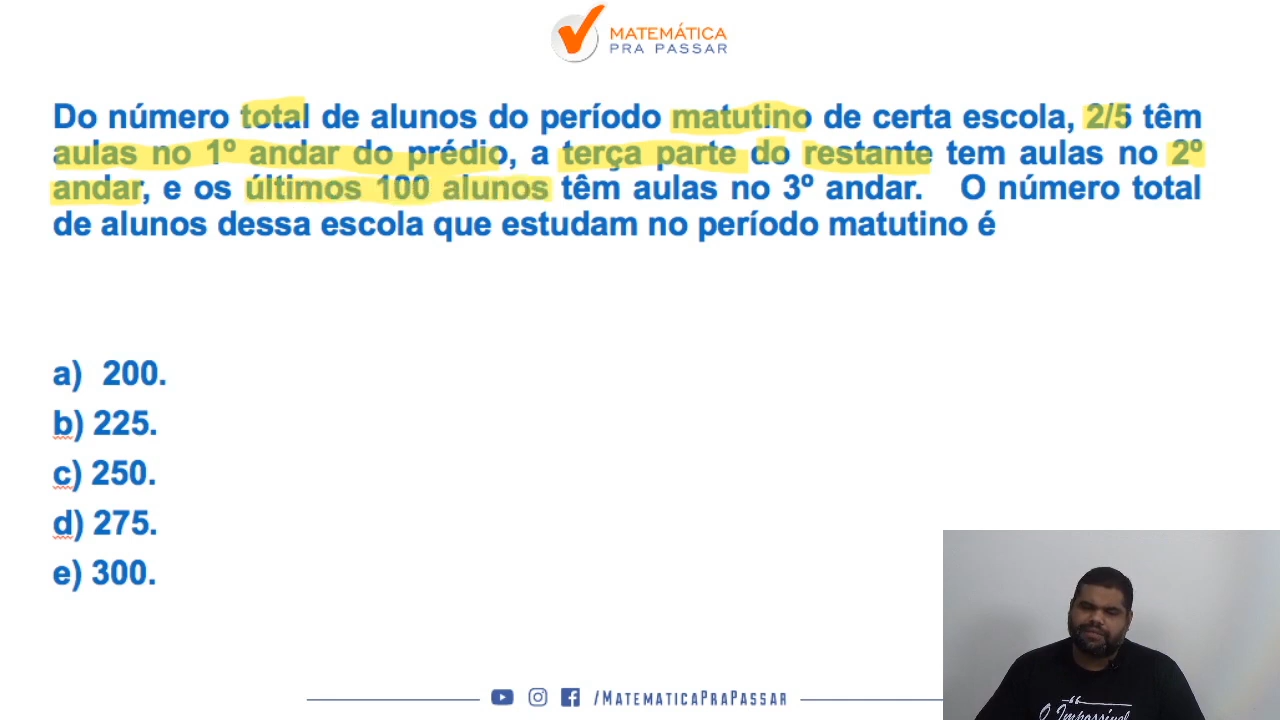 MATEMÁTICA
PRA PASSAR
Do número total de alunos do período matutino de certa escola, 2/5 têm
aulas no 1º andar do prédio, a terça parte do restante tem aulas no 2º
andar, e os últimos 100 alunos têm aulas no 3º andar. O número total
de alunos dessa escola que estudam no período matutino é
a) 200.
b) 225.
c) 250.
d) 275.
e) 300.
“
O Impossível
/MATEMATICAPRAPASSAR